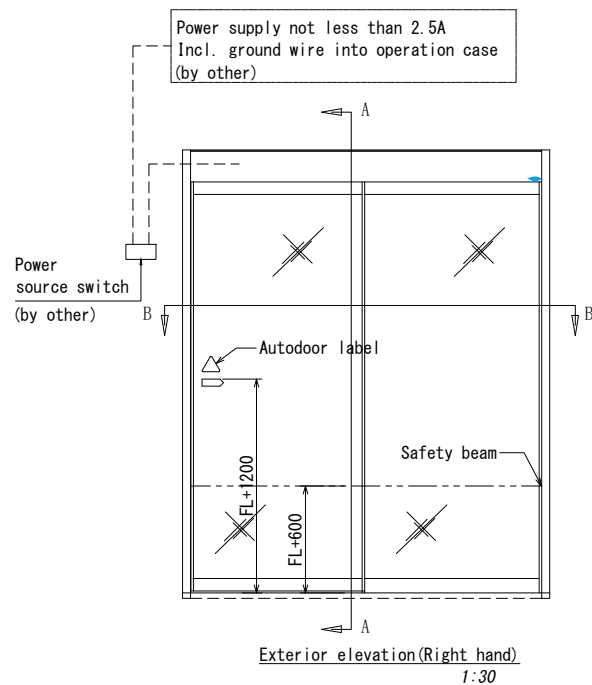 Power supply not less than 2.5A
Incl. ground wire into operation case
(by other)
A
Power
source switch
(by other)
B
B
Autodoor label
Safety beam
FL+1200
FL+600
A
Exterior elevation(Right hand)
1:30